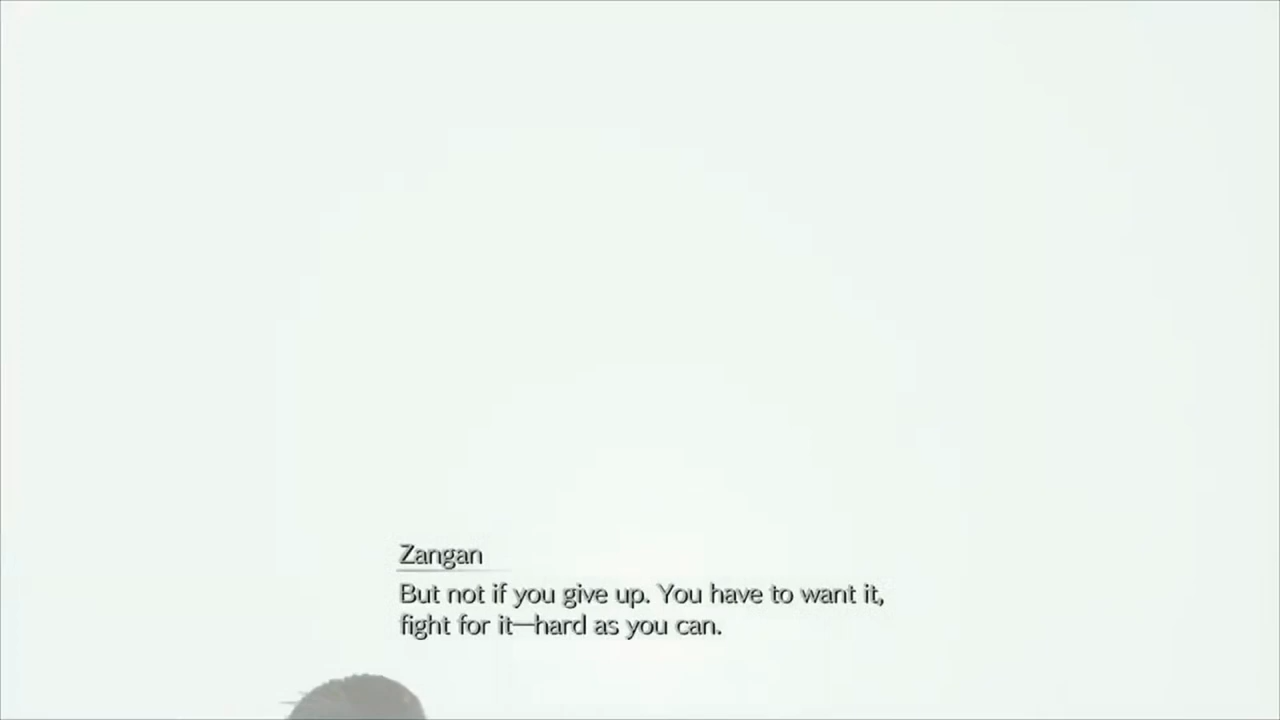 Zangan
But not if you give up. You have to want it,
fight for it—hard as you can.